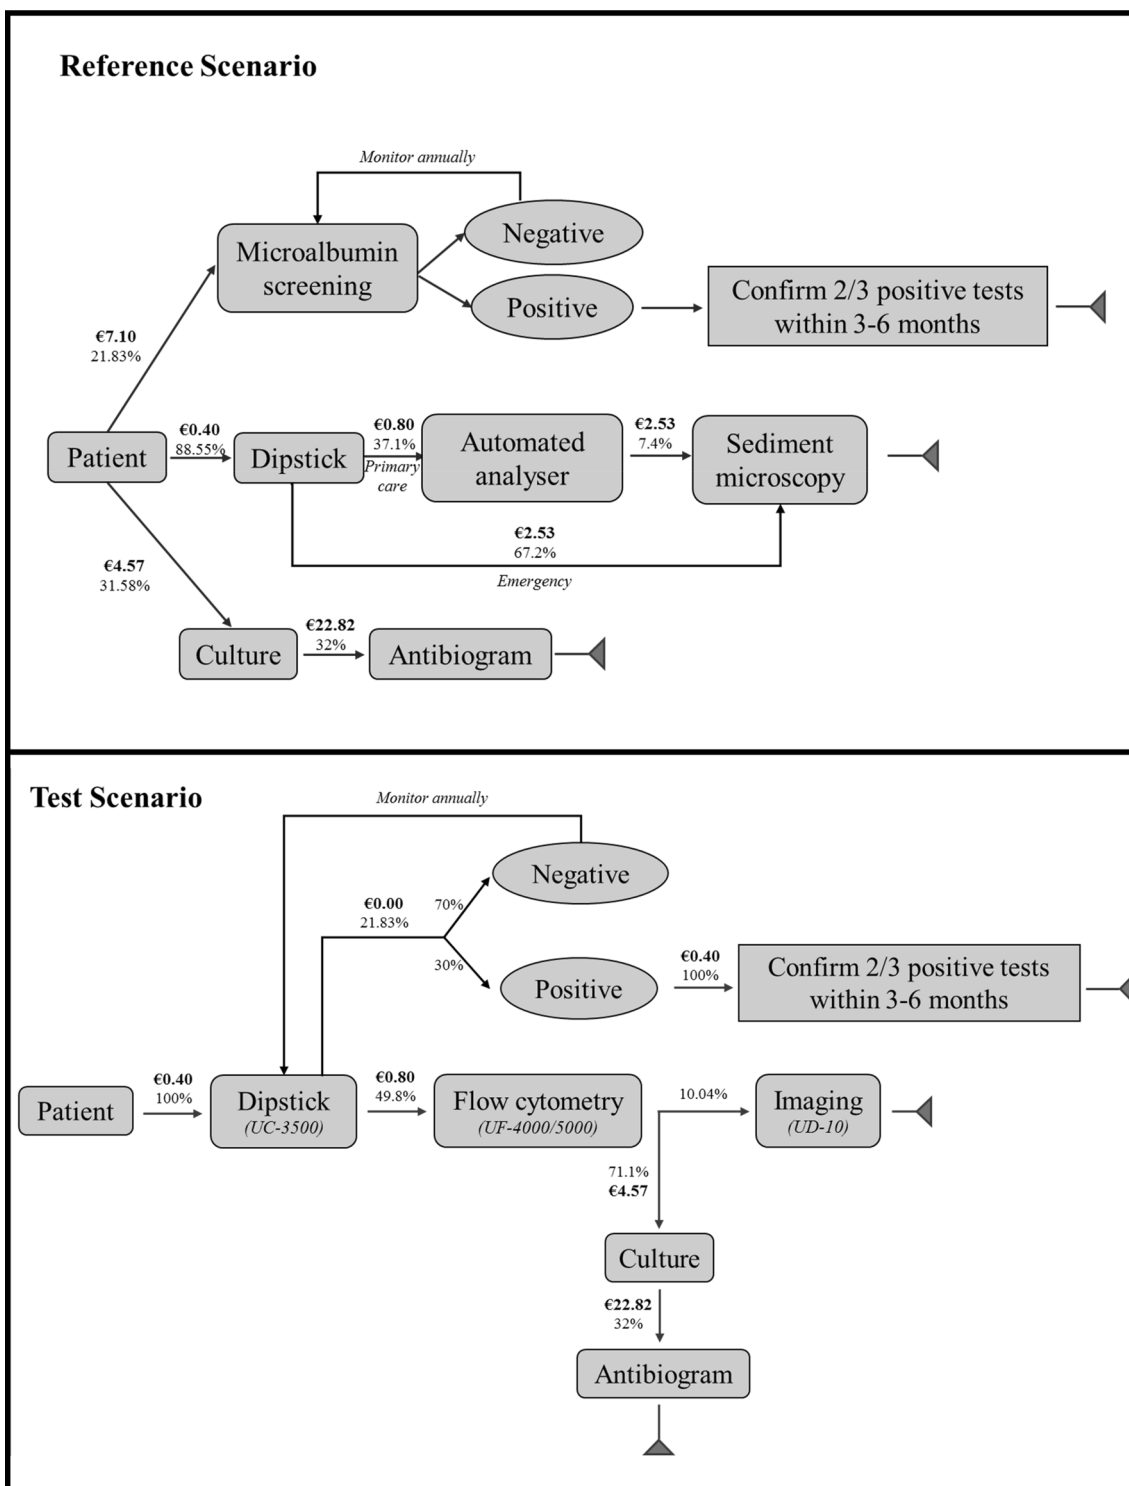 Reference Scenario
Monitor annually
Negative
Microalbumin
screening
Positive
Confirm 2/3 positive tests
within 3-6 months
€7.10
21.83%
Patient
€0.40
88.55%
Dipstick
€0.80
37.1%
Primary
care
Automated
analyser
€2.53
7.4%
Sediment
microscopy
€2.53
67.2%
Emergency
€4.57
31.58%
Culture
€22.82
32%
Antibiogram
Test Scenario
Monitor annually
Negative
€0.00
21.83%
70%
30%
Positive
€0.40
100%
Confirm 2/3 positive tests
within 3-6 months
Patient
€0.40
100%
Dipstick
(UC-3500)
€0.80
49.8%
Flow cytometry
(UF-4000/5000)
10.04%
Imaging
(UD-10)
71.1%
€4.57
Culture
€22.82
32%
Antibiogram